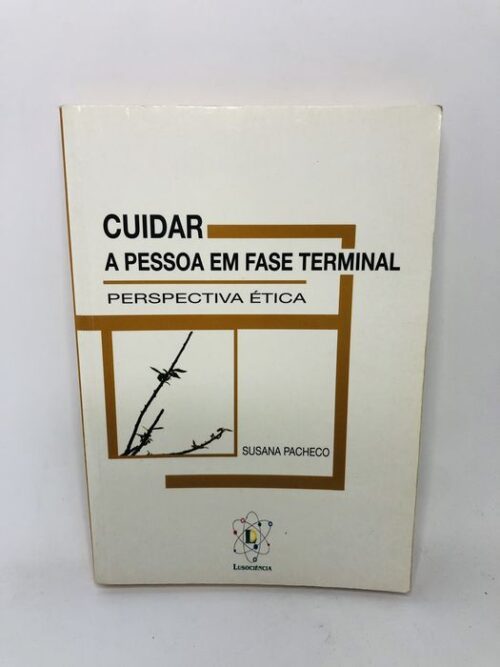 CUIDAR
A PESSOA EM FASE TERMINAL
PERSPECTIVA ÉTICA
SUSANA PACHECO
L
LUSOCIÊNCIA